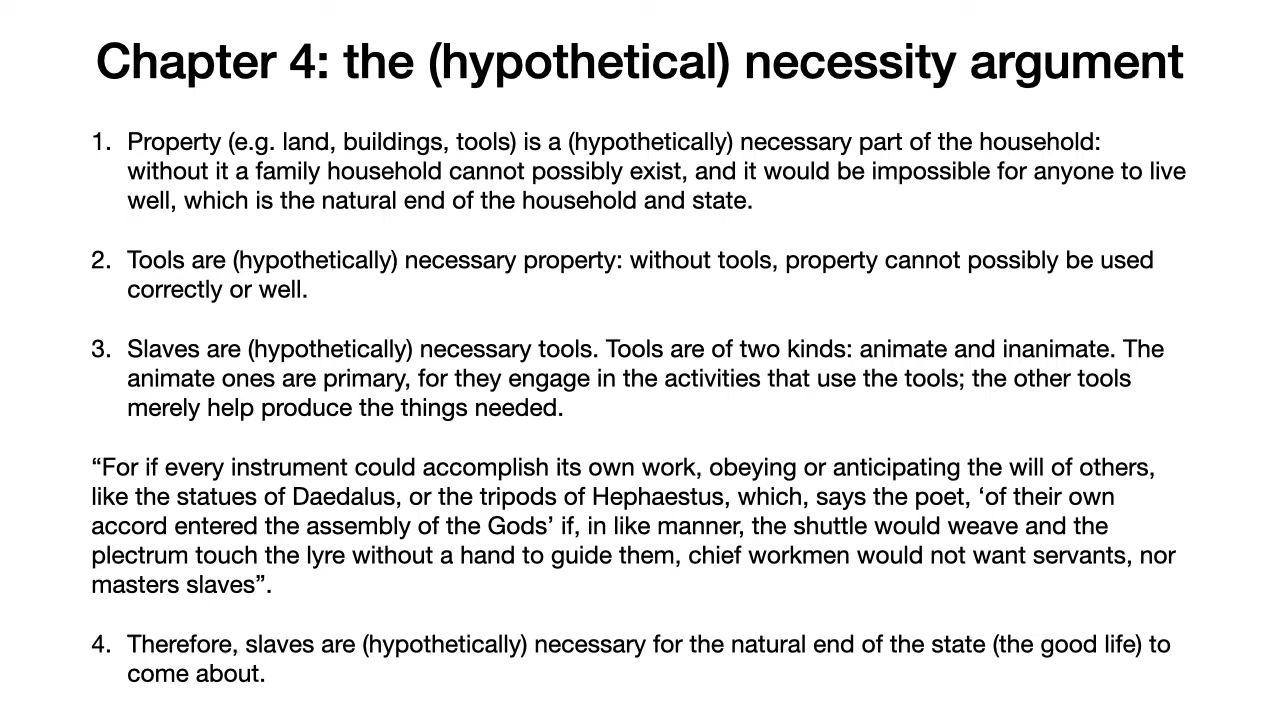 Chapter 4: the (hypothetical) necessity argument
1. Property (e.g. land, buildings, tools) is a (hypothetically) necessary part of the household:
without it a family household cannot possibly exist, and it would be impossible for anyone to live
well, which is the natural end of the household and state.
2. Tools are (hypothetically) necessary property: without tools, property cannot possibly be used
correctly or well.
3. Slaves are (hypothetically) necessary tools. Tools are of two kinds: animate and inanimate. The
animate ones are primary, for they engage in the activities that use the tools; the other tools
merely help produce the things needed.
“For if every instrument could accomplish its own work, obeying or anticipating the will of others,
like the statues of Daedalus, or the tripods of Hephaestus, which, says the poet, ‘of their own
accord entered the assembly of the Gods’ if, in like manner, the shuttle would weave and the
plectrum touch the lyre without a hand to guide them, chief workmen would not want servants, nor
masters slaves”.
4. Therefore, slaves are (hypothetically) necessary for the natural end of the state (the good life) to
come about.